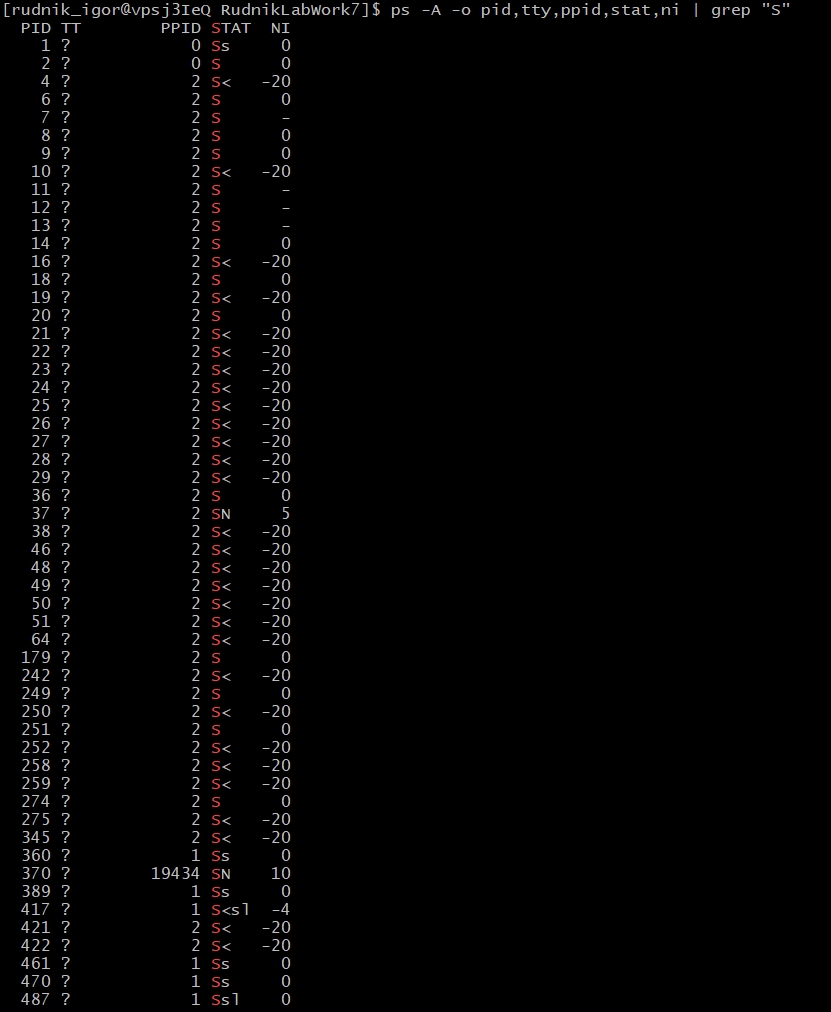 [rudnik_igor@vpsj3IeQ RudnikLabWork7]$ ps -A -o pid,tty,ppid,stat,ni | grep "S"
  PID TT        PPID STAT  NI
    1 ?            0 Ss     0
    2 ?            0 S      0
    4 ?            2 S<   -20
    6 ?            2 S      0
    7 ?            2 S      -
    8 ?            2 S      0
    9 ?            2 S      0
   10 ?            2 S<   -20
   11 ?            2 S      -
   12 ?            2 S      -
   13 ?            2 S      -
   14 ?            2 S      0
   16 ?            2 S<   -20
   18 ?            2 S      0
   19 ?            2 S<   -20
   20 ?            2 S      0
   21 ?            2 S<   -20
   22 ?            2 S<   -20
   23 ?            2 S<   -20
   24 ?            2 S<   -20
   25 ?            2 S<   -20
   26 ?            2 S<   -20
   27 ?            2 S<   -20
   28 ?            2 S<   -20
   29 ?            2 S<   -20
   36 ?            2 S      0
   37 ?            2 SN     5
   38 ?            2 S<   -20
   46 ?            2 S<   -20
   48 ?            2 S<   -20
   49 ?            2 S<   -20
   50 ?            2 S<   -20
   51 ?            2 S<   -20
   64 ?            2 S<   -20
  179 ?            2 S      0
  242 ?            2 S<   -20
  249 ?            2 S      0
  250 ?            2 S<   -20
  251 ?            2 S      0
  252 ?            2 S<   -20
  258 ?            2 S<   -20
  259 ?            2 S<   -20
  274 ?            2 S      0
  275 ?            2 S<   -20
  345 ?            2 S<   -20
  360 ?            1 Ss     0
  370 ?        19434 SN    10
  389 ?            1 Ss     0
  417 ?            1 S<sl  -4
  421 ?            2 S<   -20
  422 ?            2 S<   -20
  461 ?            1 Ss     0
  470 ?            1 Ss     0
  487 ?            1 Ssl    0